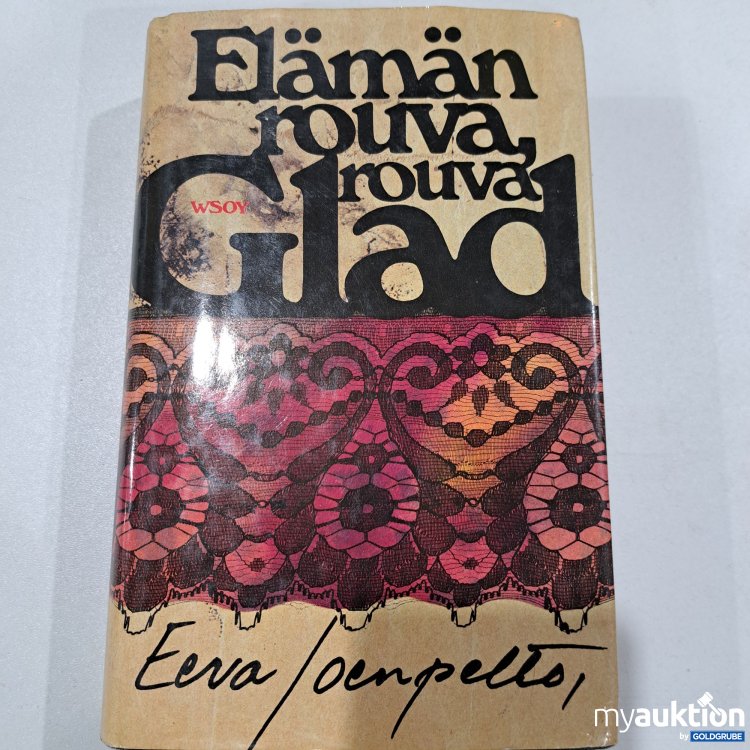 Elämän
rouva,
rouva
Glad
WSOY
Eeva Joenpelto,
myauktion
by GOLDGRUBE